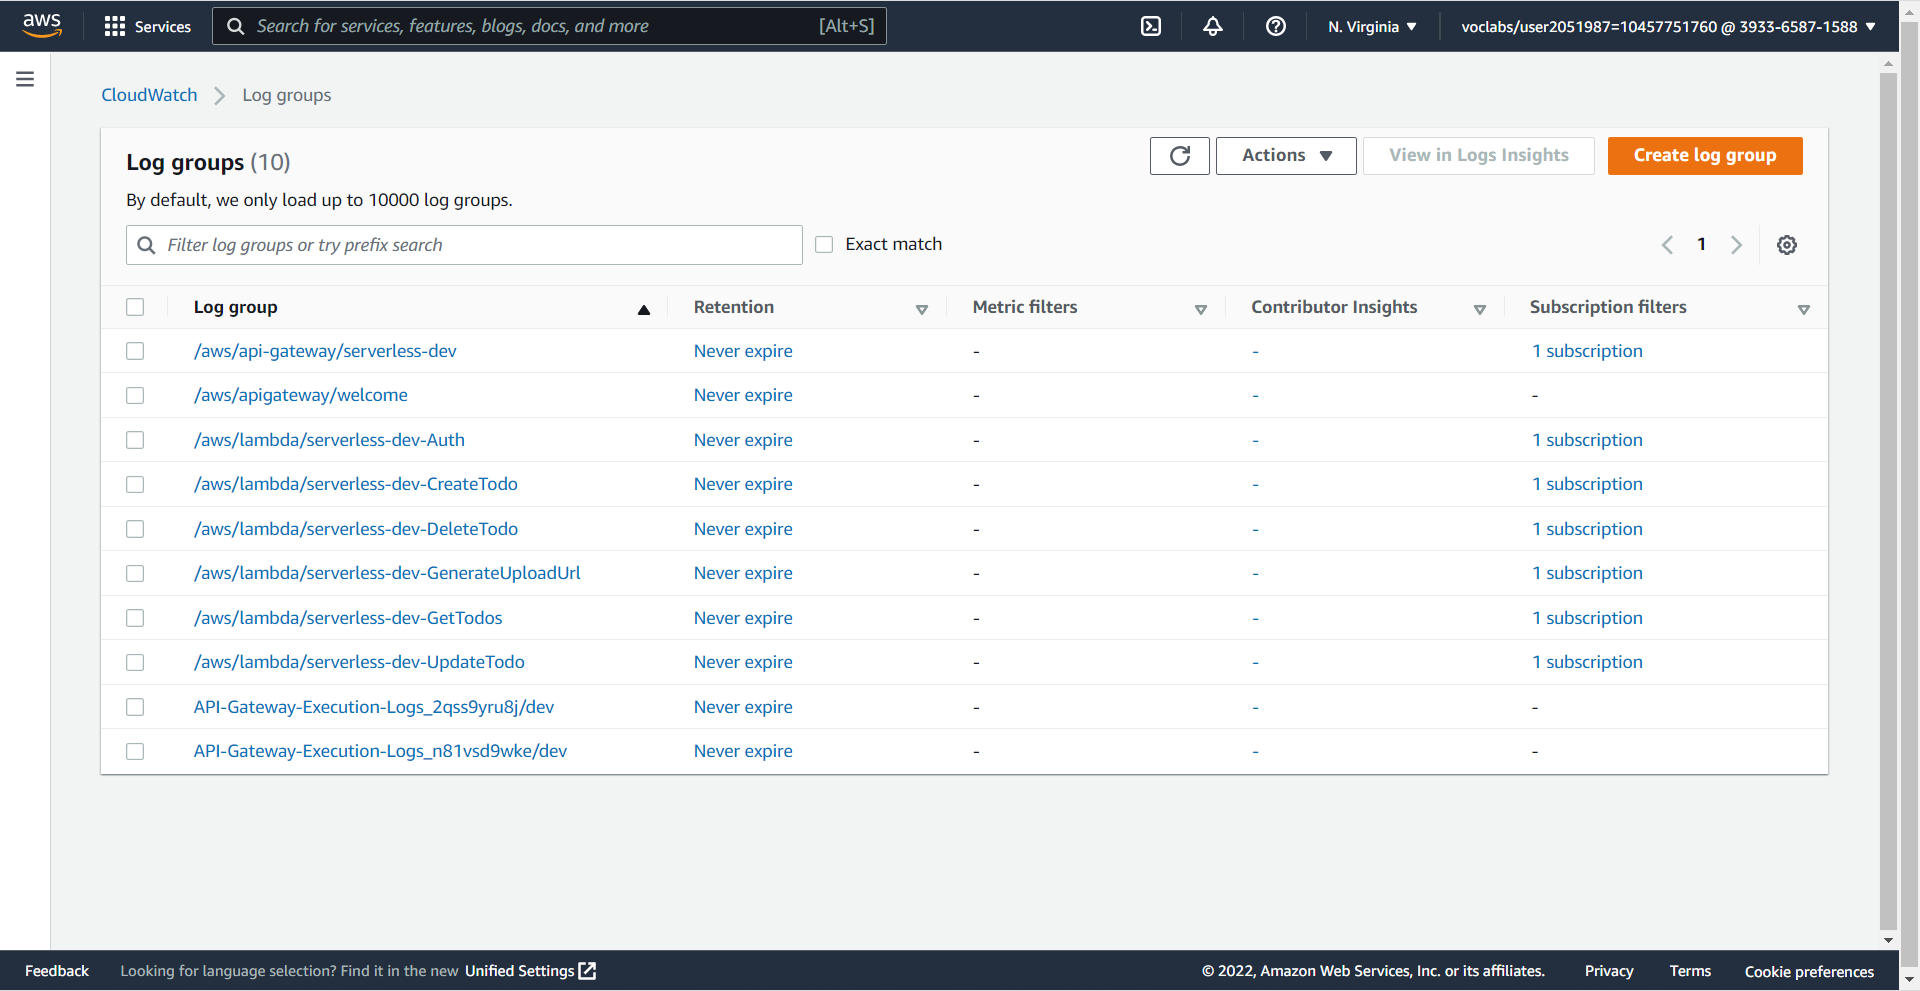 aws Services Search for services, features, blogs, docs, and more [Alt+S] N. Virginia ▼ voclabs/user2051987=10457751760 @ 3933-6587-1588 ▼
CloudWatch > Log groups
Log groups (10)
Actions ▼ View in Logs Insights Create log group
By default, we only load up to 10000 log groups.
Filter log groups or try prefix search Exact match < 1 >
Log group Retention Metric filters Contributor Insights Subscription filters
/aws/api-gateway/serverless-dev Never expire - - 1 subscription
/aws/apigateway/welcome Never expire - - -
/aws/lambda/serverless-dev-Auth Never expire - - 1 subscription
/aws/lambda/serverless-dev-CreateTodo Never expire - - 1 subscription
/aws/lambda/serverless-dev-DeleteTodo Never expire - - 1 subscription
/aws/lambda/serverless-dev-GenerateUploadUrl Never expire - - 1 subscription
/aws/lambda/serverless-dev-GetTodos Never expire - - 1 subscription
/aws/lambda/serverless-dev-UpdateTodo Never expire - - 1 subscription
API-Gateway-Execution-Logs_2qss9yru8j/dev Never expire - - -
API-Gateway-Execution-Logs_n81vsd9wke/dev Never expire - - -
Feedback Looking for language selection? Find it in the new Unified Settings © 2022, Amazon Web Services, Inc. or its affiliates. Privacy Terms Cookie preferences